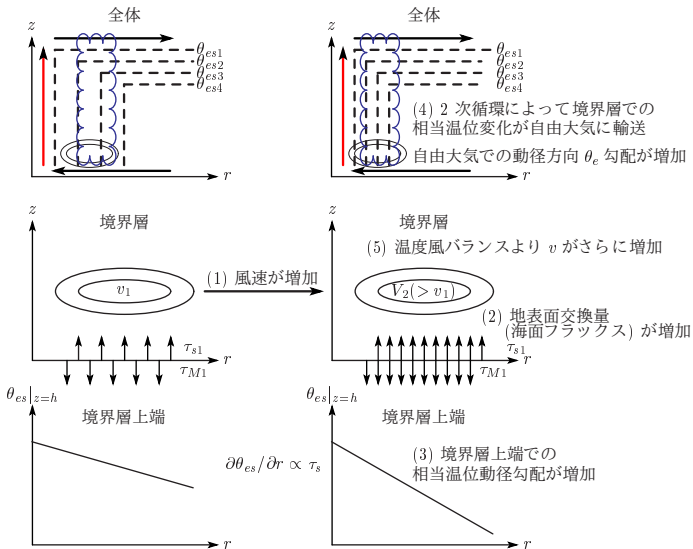 全体
z
θes1
θes2
θes3
θes4
r
全体
z
θes1
θes2
θes3
θes4
(4) 2 次循環によって境界層での
相当温位変化が自由大気に輸送
自由大気での動径方向 θe 勾配が増加
r
z
境界層
v1
(1) 風速が増加
τs1
r
τM1
z
境界層
(5) 温度風バランスより v がさらに増加
V2(> v1)
(2) 地表面交換量
(海面フラックス) が増加
τs1
r
τM1
θes|z=h
境界層上端
∂θes/∂r ∝ τs
r
θes|z=h
境界層上端
(3) 境界層上端での
相当温位動径勾配が増加
r